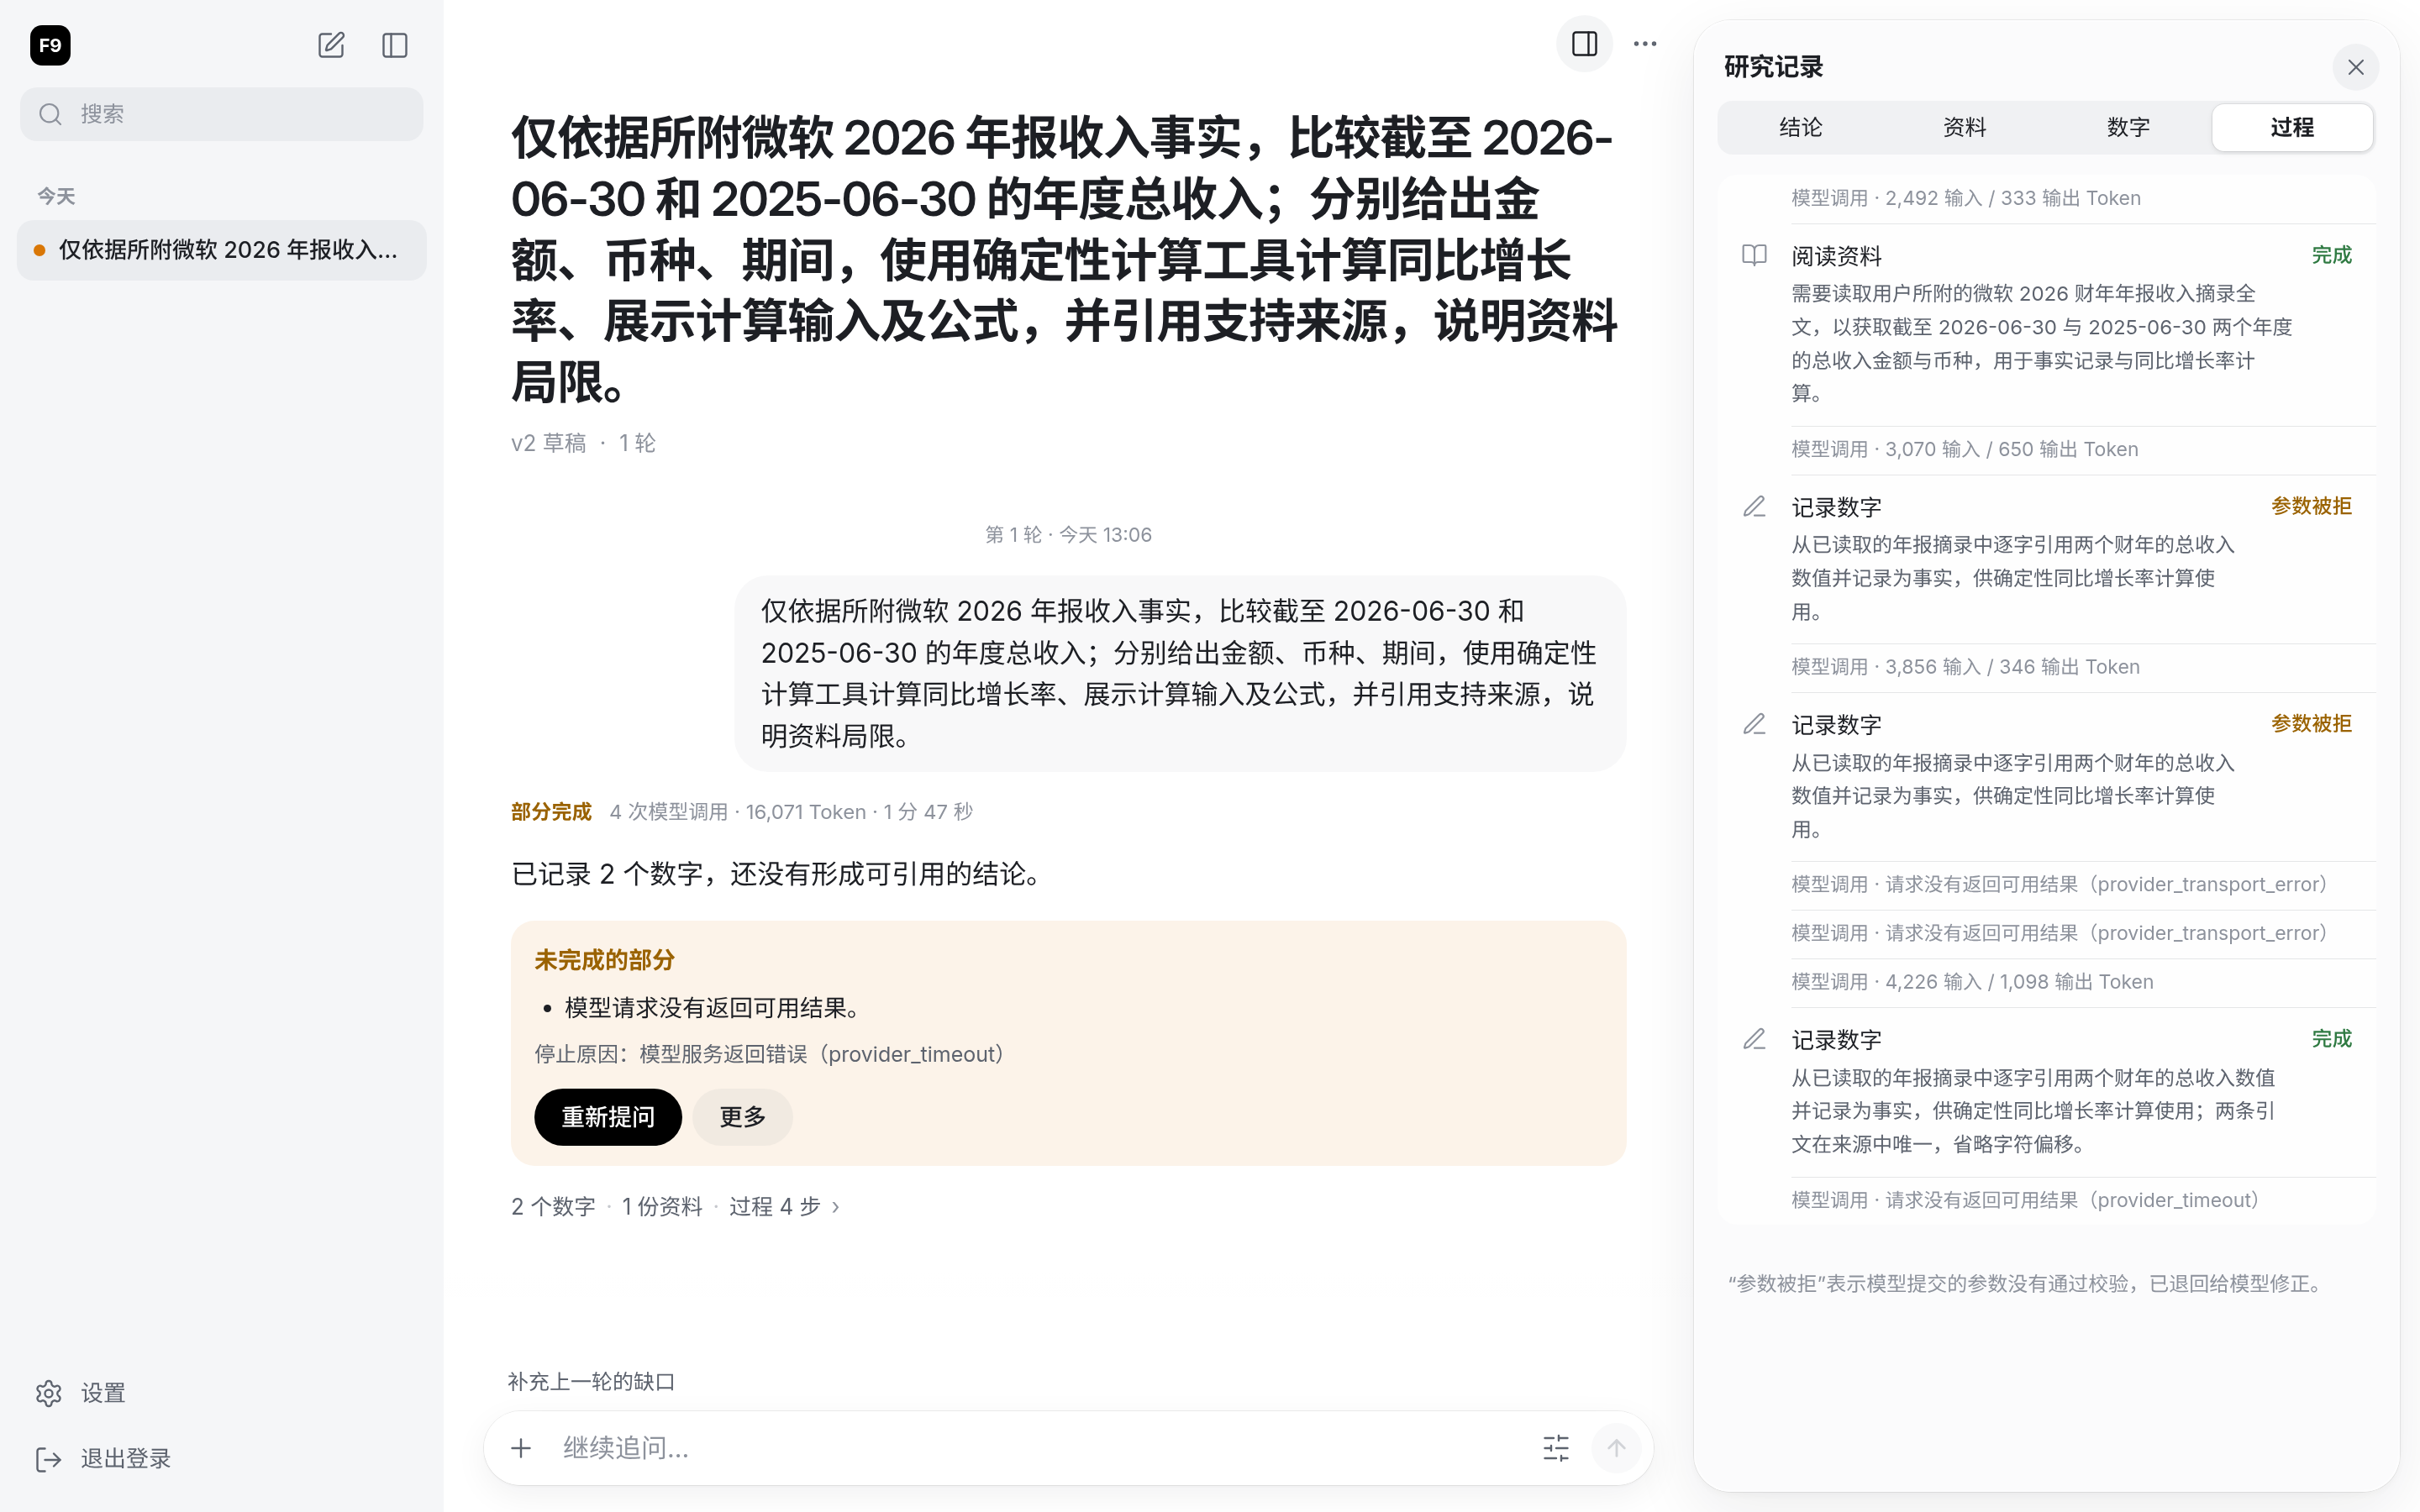 F9
搜索
今天
仅依据所附微软 2026 年报收入...
设置
退出登录
仅依据所附微软 2026 年报收入事实，比较截至 2026-
06-30 和 2025-06-30 的年度总收入；分别给出金
额、币种、期间，使用确定性计算工具计算同比增长
率、展示计算输入及公式，并引用支持来源，说明资料
局限。
v2 草稿 · 1 轮
第 1 轮 · 今天 13:06
仅依据所附微软 2026 年报收入事实，比较截至 2026-06-30 和
2025-06-30 的年度总收入；分别给出金额、币种、期间，使用确定性
计算工具计算同比增长率、展示计算输入及公式，并引用支持来源，说
明资料局限。
部分完成 4 次模型调用 · 16,071 Token · 1 分 47 秒
已记录 2 个数字，还没有形成可引用的结论。
未完成的部分
• 模型请求没有返回可用结果。
停止原因：模型服务返回错误（provider_timeout）
重新提问 更多
2 个数字 · 1 份资料 · 过程 4 步 ›
补充上一轮的缺口
继续追问...
研究记录
结论 资料 数字 过程
模型调用 · 2,492 输入 / 333 输出 Token
阅读资料 完成
需要读取用户所附的微软 2026 财年年报收入摘录全
文，以获取截至 2026-06-30 与 2025-06-30 两个年度
的总收入金额与币种，用于事实记录与同比增长率计
算。
模型调用 · 3,070 输入 / 650 输出 Token
记录数字 参数被拒
从已读取的年报摘录中逐字引用两个财年的总收入
数值并记录为事实，供确定性同比增长率计算使
用。
模型调用 · 3,856 输入 / 346 输出 Token
记录数字 参数被拒
从已读取的年报摘录中逐字引用两个财年的总收入
数值并记录为事实，供确定性同比增长率计算使
用。
模型调用 · 请求没有返回可用结果（provider_transport_error）
模型调用 · 请求没有返回可用结果（provider_transport_error）
模型调用 · 4,226 输入 / 1,098 输出 Token
记录数字 完成
从已读取的年报摘录中逐字引用两个财年的总收入数值
并记录为事实，供确定性同比增长率计算使用；两条引
文在来源中唯一，省略字符偏移。
模型调用 · 请求没有返回可用结果（provider_timeout）
“参数被拒”表示模型提交的参数没有通过校验，已退回给模型修正。